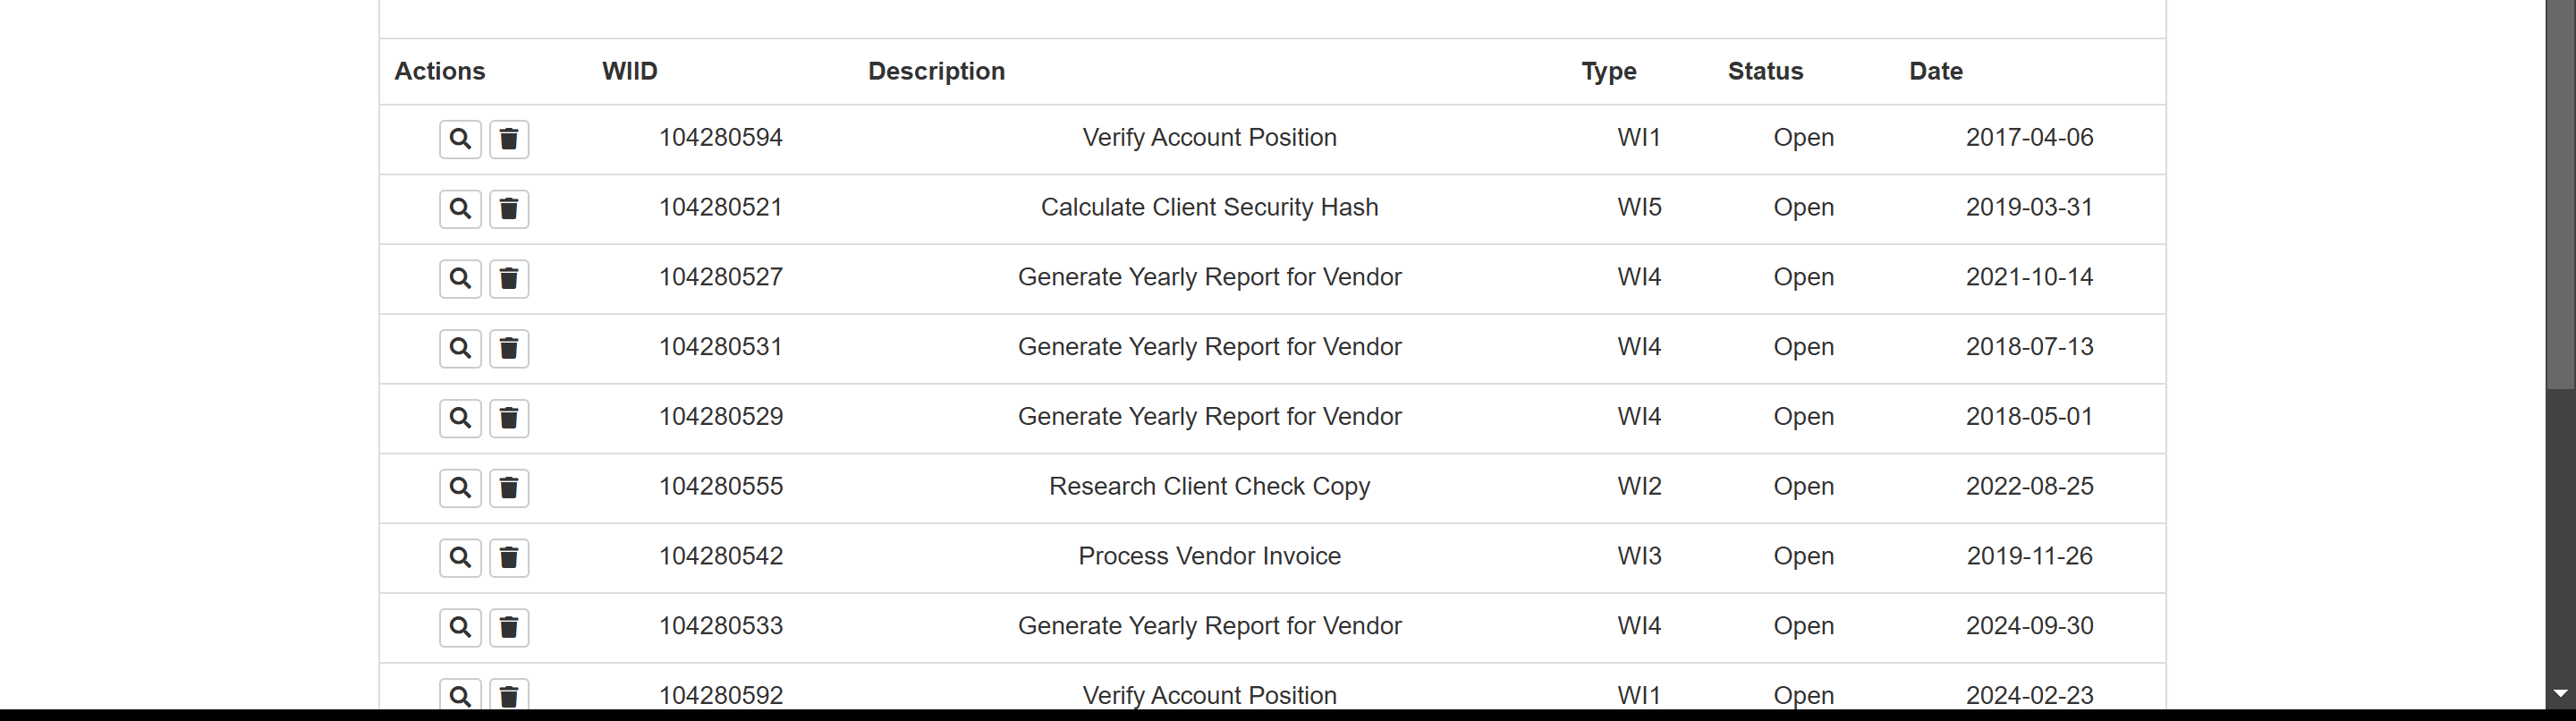 Actions WIID Description Type Status Date
104280594 Verify Account Position WI1 Open 2017-04-06
104280521 Calculate Client Security Hash WI5 Open 2019-03-31
104280527 Generate Yearly Report for Vendor WI4 Open 2021-10-14
104280531 Generate Yearly Report for Vendor WI4 Open 2018-07-13
104280529 Generate Yearly Report for Vendor WI4 Open 2018-05-01
104280555 Research Client Check Copy WI2 Open 2022-08-25
104280542 Process Vendor Invoice WI3 Open 2019-11-26
104280533 Generate Yearly Report for Vendor WI4 Open 2024-09-30
104280592 Verify Account Position WI1 Open 2024-02-23